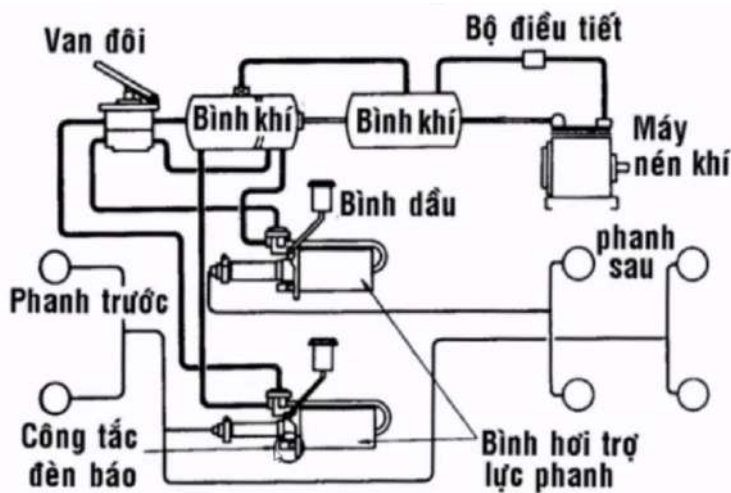 Van đôi
Bộ điều tiết
Bình khí
Bình khí
Máy
nén khí
Bình dầu
phanh
sau
Phanh trước
Công tắc
đèn báo
Bình hơi trợ
lực phanh